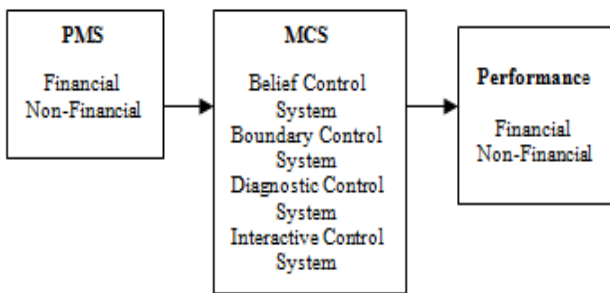 PMS
Financial
Non-Financial
MCS
Belief Control
System
Boundary Control
System
Diagnostic Control
System
Interactive Control
System
Performance
Financial
Non-Financial